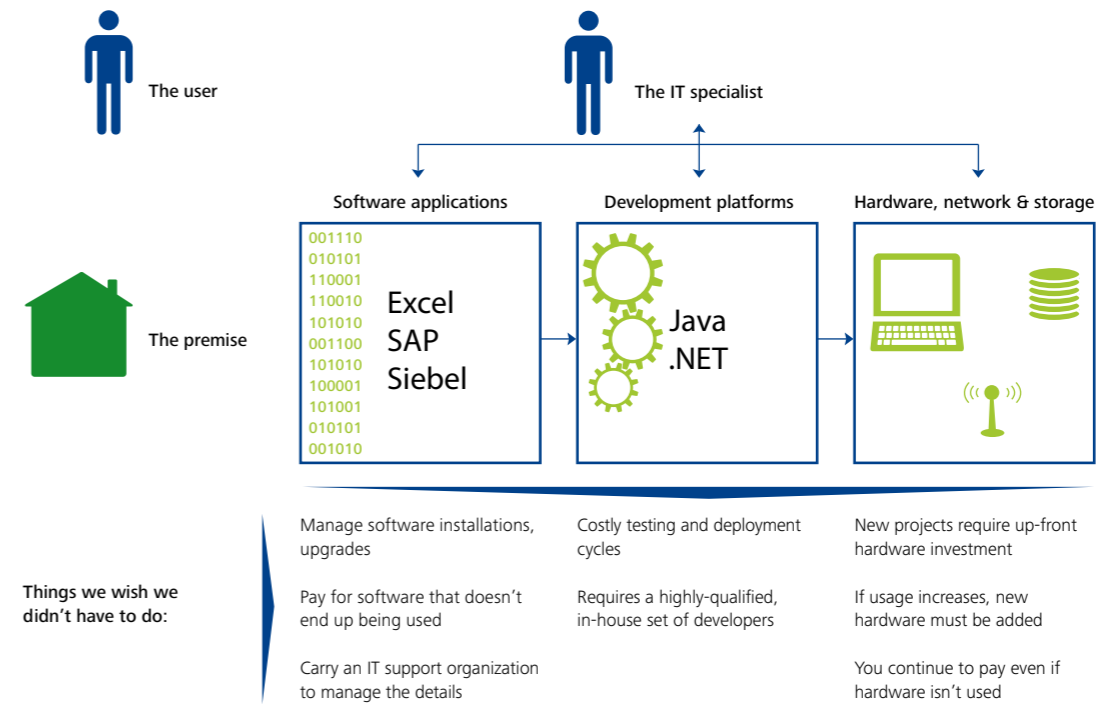 The user
The IT specialist
Software applications
Development platforms
Hardware, network & storage
The premise
001110
010101
110001
110010
101010
001100
101010
100001
101001
010101
001010
Excel
SAP
Siebel
Java
.NET
Things we wish we
didn't have to do:
Manage software installations,
upgrades
Pay for software that doesn't
end up being used
Carry an IT support organization
to manage the details
Costly testing and deployment
cycles
Requires a highly-qualified,
in-house set of developers
New projects require up-front
hardware investment
If usage increases, new
hardware must be added
You continue to pay even if
hardware isn't used